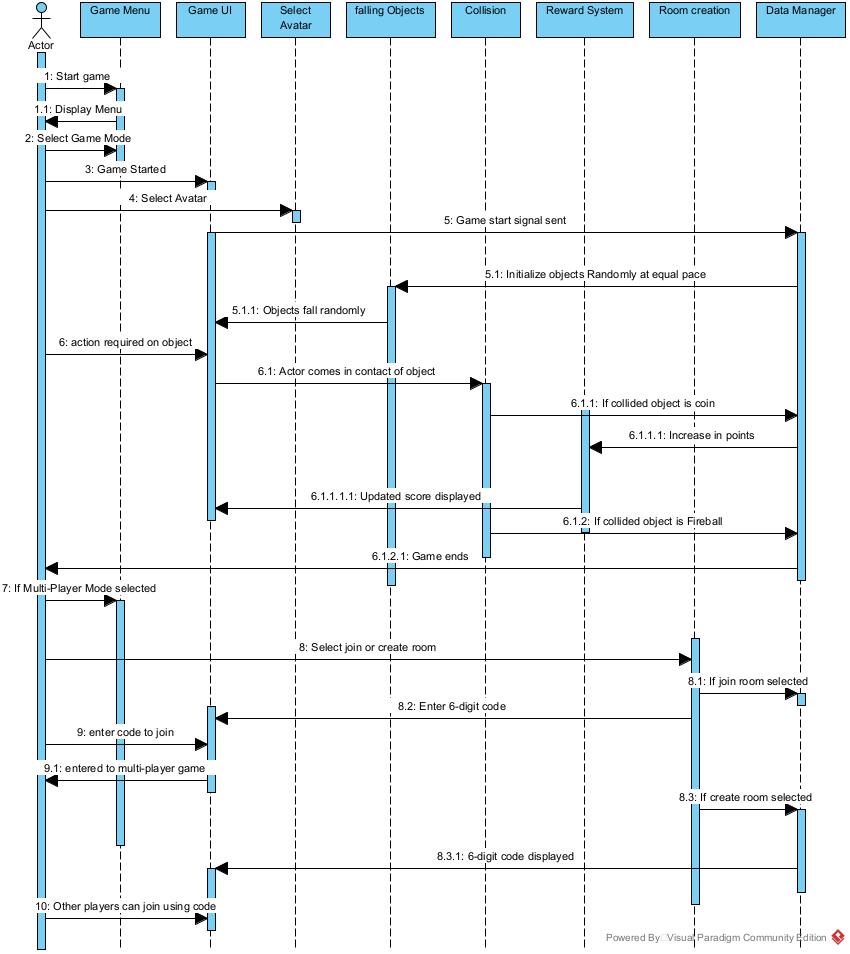 Game Menu
Game UI
Select
Avatar
falling Objects
Collision
Reward System
Room creation
Data Manager
Actor
1: Start game
1.1: Display Menu
2: Select Game Mode
3: Game Started
4: Select Avatar
5: Game start signal sent
5.1: Initialize objects Randomly at equal pace
5.1.1: Objects fall randomly
6: action required on object
6.1: Actor comes in contact of object
6.1.1: If collided object is coin
6.1.1.1: Increase in points
6.1.1.1.1: Updated score displayed
6.1.2: If collided object is Fireball
6.1.2.1: Game ends
7: If Multi-Player Mode selected
8: Select join or create room
8.1: If join room selected
8.2: Enter 6-digit code
9: enter code to join
9.1: entered to multi-player game
8.3: If create room selected
8.3.1: 6-digit code displayed
10: Other players can join using code
Powered By Visual Paradigm Community Edition